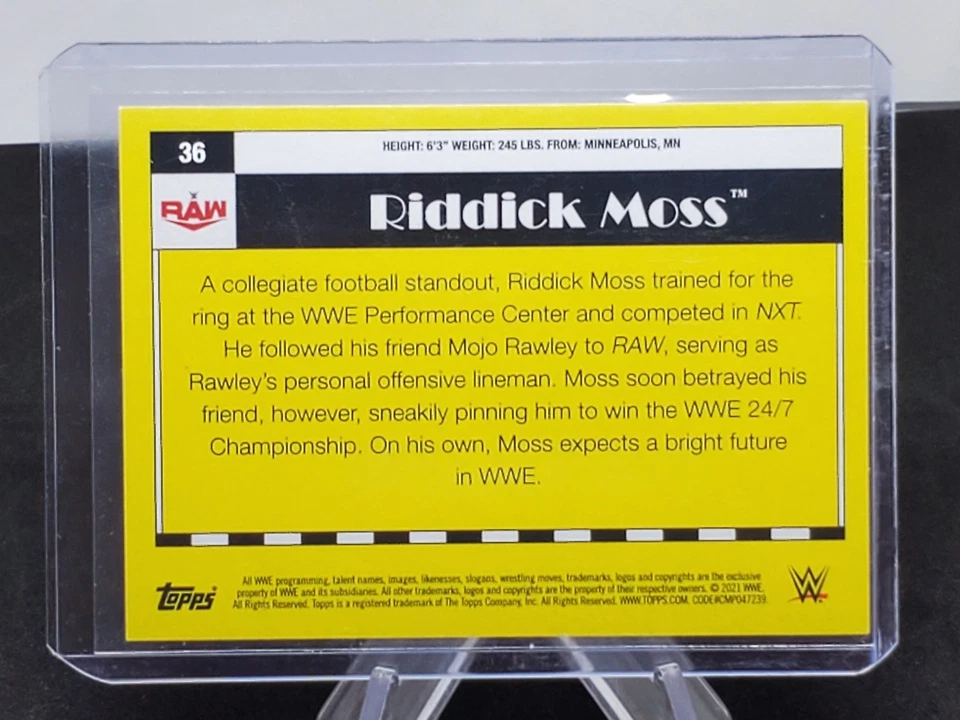 36
HEIGHT: 6'3" WEIGHT: 245 LBS. FROM: MINNEAPOLIS, MN
RAW
Riddick Moss™
A collegiate football standout, Riddick Moss trained for the
ring at the WWE Performance Center and competed in NXT.
He followed his friend Mojo Rawley to RAW, serving as
Rawley's personal offensive lineman. Moss soon betrayed his
friend, however, sneakily pinning him to win the WWE 24/7
Championship. On his own, Moss expects a bright future
in WWE.
Topps®
All WWE programming, talent names, images, likenesses, slogans, wrestling moves, trademarks, logos and copyrights are the exclusive
property of WWE and its subsidiaries. All other trademarks, logos and copyrights are the property of their respective owners. © 2021 WWE.
All Rights Reserved. Topps is a registered trademark of The Topps Company, Inc. All Rights Reserved. WWW.TOPPS.COM. CODE#CMP047239.
W